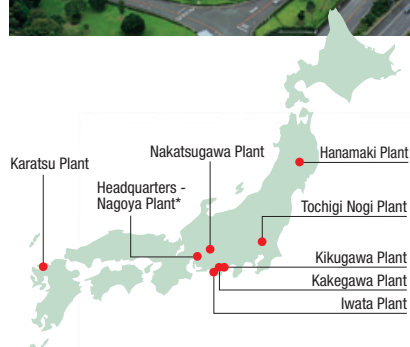 Nakatsugawa Plant
Hanamaki Plant
Karatsu Plant
Headquarters -
Nagoya Plant*
Tochigi Nogi Plant
Kikugawa Plant
Kakegawa Plant
Iwata Plant